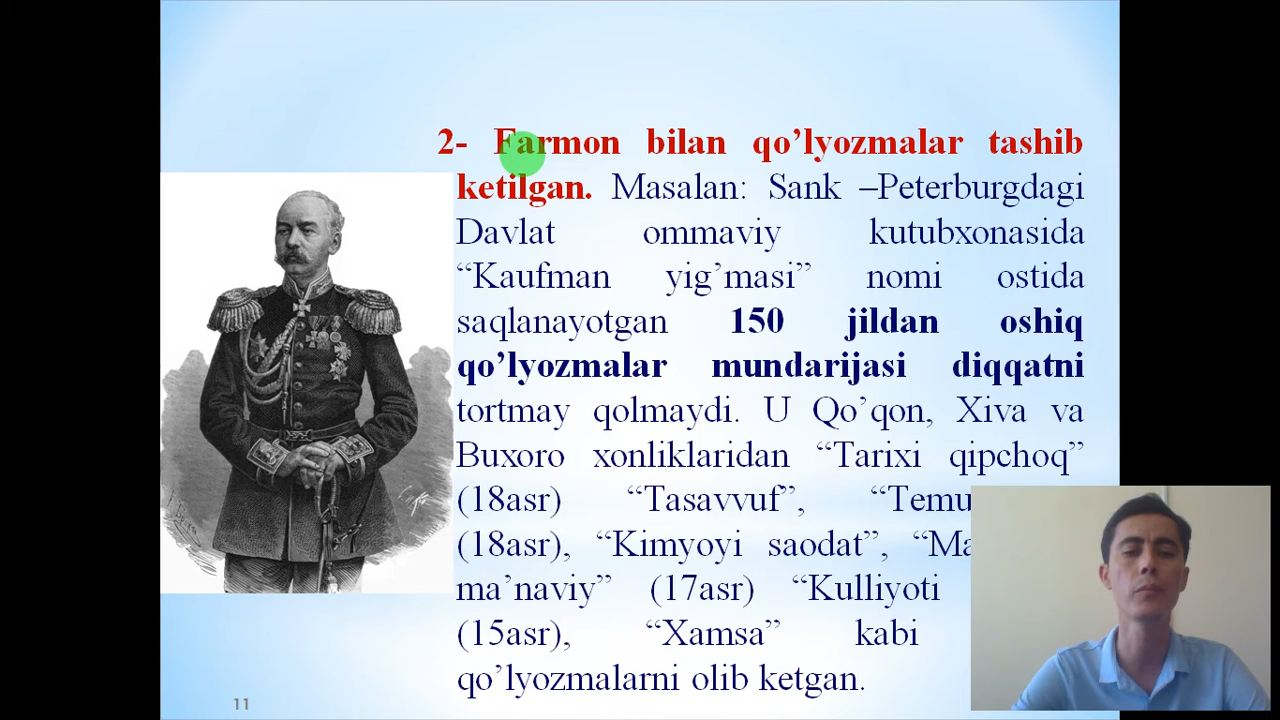 2- Farmon bilan qo’lyozmalar tashib
ketilgan. Masalan: Sank –Peterburgdagi
Davlat ommaviy kutubxonasida
“Kaufman yig’masi” nomi ostida
saqlanayotgan 150 jildan oshiq
qo’lyozmalar mundarijasi diqqatni
tortmay qolmaydi. U Qo’qon, Xiva va
Buxoro xonliklaridan “Tarixi qipchoq”
(18asr) “Tasavvuf”,
(18asr), “Kimyoyi saodat”,
ma’naviy” (17asr) “Kulliyoti
(15asr), “Xamsa” kabi
qo’lyozmalarni olib ketgan.
11